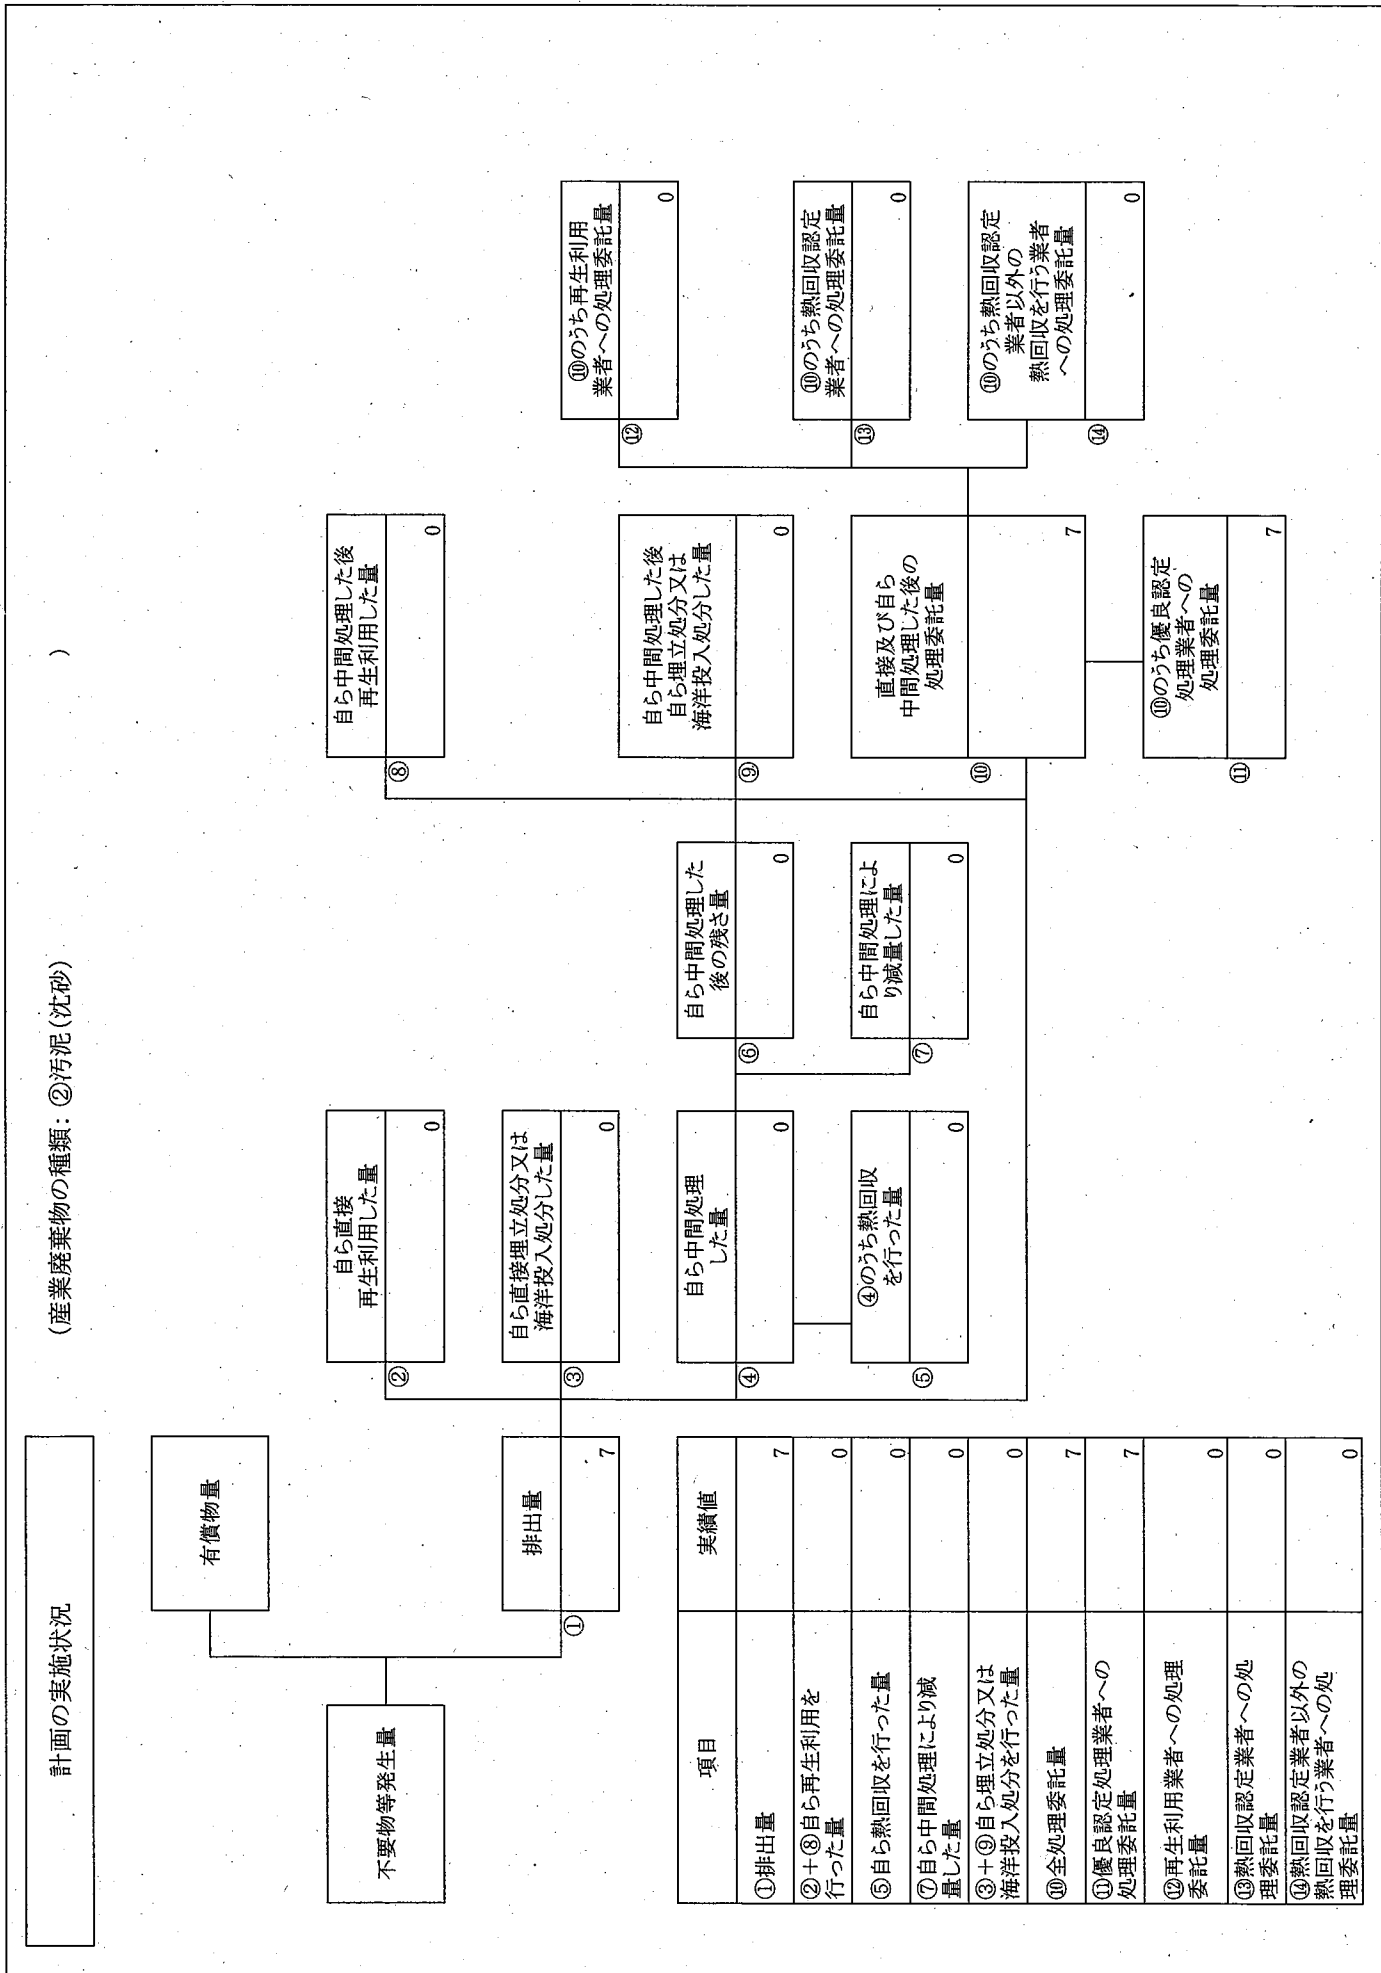 計画の実施状況
(産業廃棄物の種類：②汚泥(沈砂)
)
不要物等発生量
有償物量
①
排出量
7
②
自ら直接
再生利用した量
0
③
自ら直接埋立処分又は
海洋投入処分した量
0
④
自ら中間処理
した量
0
⑤
④のうち熱回収
を行った量
0
⑥
自ら中間処理した
後の残さ量
0
⑦
自ら中間処理によ
り減量した量
0
⑧
自ら中間処理した後
再生利用した量
0
⑨
自ら中間処理した後
自ら埋立処分又は
海洋投入処分した量
0
⑩
直接及び自ら
中間処理した後の
処理委託量
7
⑪
⑩のうち優良認定
処理業者への
処理委託量
7
⑫
⑩のうち再生利用
業者への処理委託量
0
⑬
⑩のうち熱回収認定
業者への処理委託量
0
⑭
⑩のうち熱回収認定
業者以外の
熱回収を行う業者
への処理委託量
0
項目 実績値
①排出量 7
②＋⑧自ら再生利用を
行った量 0
⑤自ら熱回収を行った量 0
⑦自ら中間処理により減
量した量 0
③＋⑨自ら埋立処分又は
海洋投入処分を行った量 0
⑩全処理委託量 7
⑪優良認定処理業者への
処理委託量 7
⑫再生利用業者への処理
委託量 0
⑬熱回収認定業者への処
理委託量 0
⑭熱回収認定業者以外の
熱回収を行う業者への処
理委託量 0